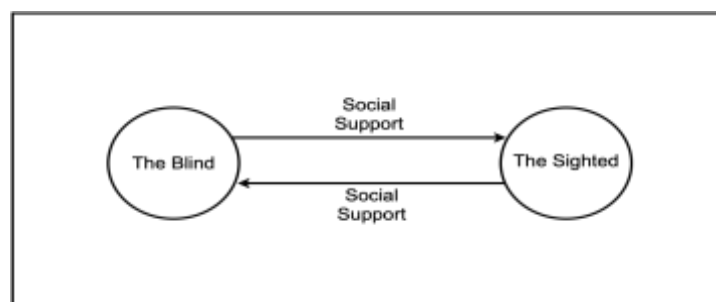 Social
Support
The Blind
The Sighted
Social
Support